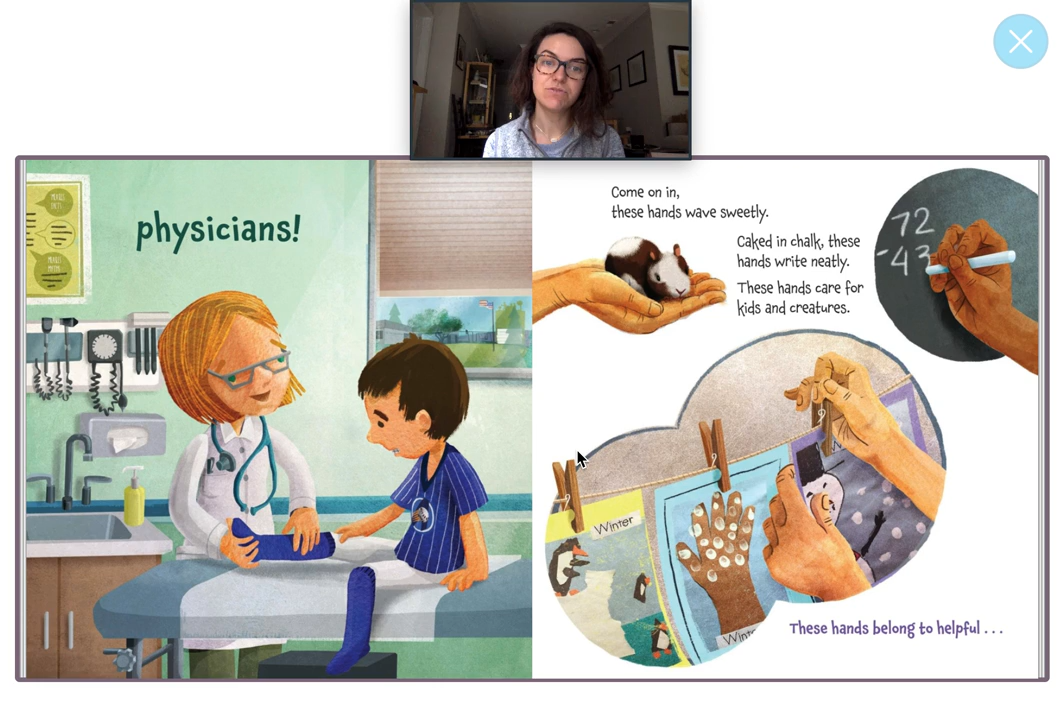 physicians!
Come on in,
these hands wave sweetly.
Caked in chalk, these
hands write neatly.
These hands care for
kids and creatures.
72
-43
Winter
These hands belong to helpful . . .